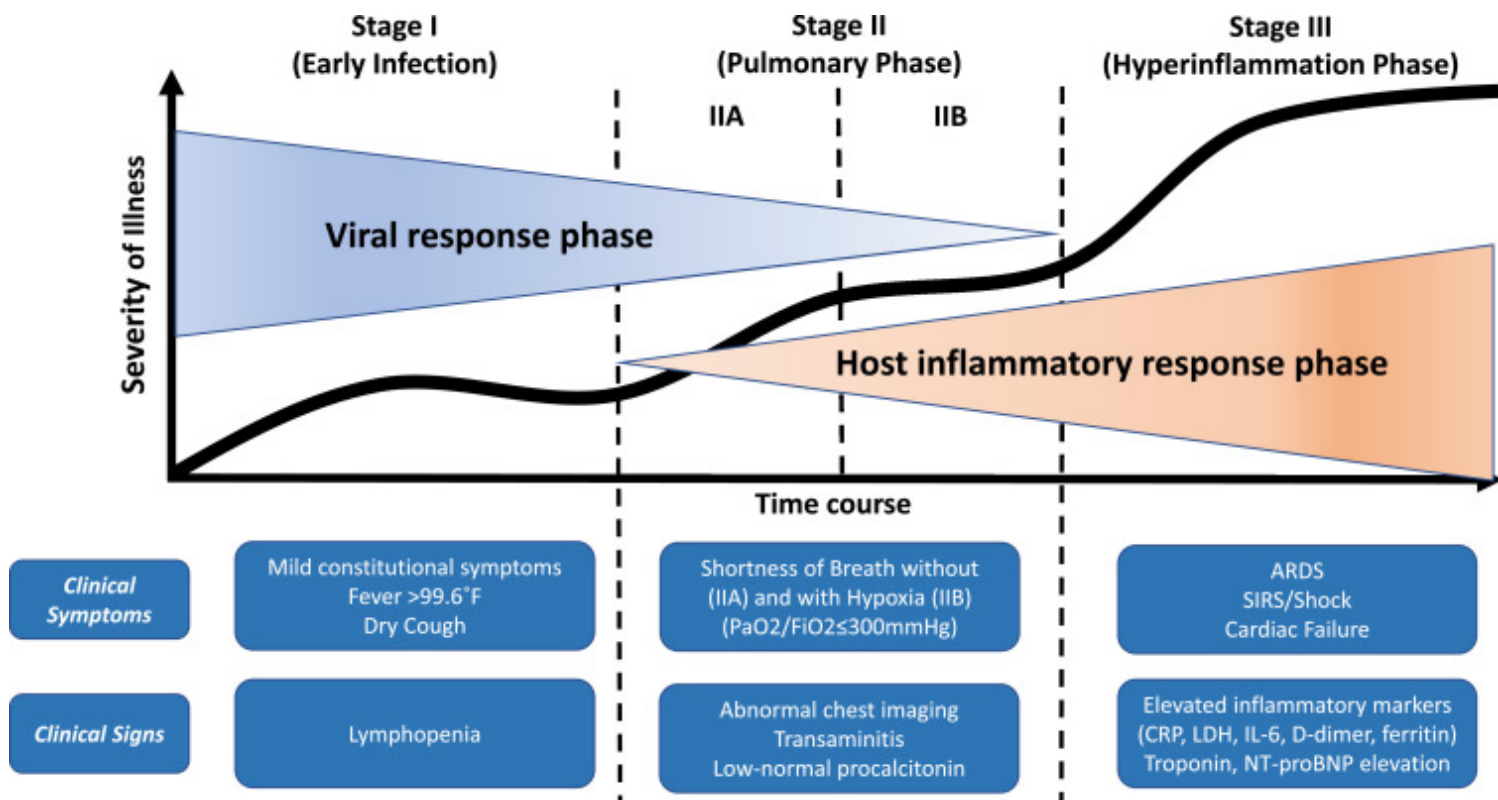 Stage I
(Early Infection)
Stage II
(Pulmonary Phase)
Stage III
(Hyperinflammation Phase)
IIA
IIB
Severity of Illness
Viral response phase
Host inflammatory response phase
Time course
Clinical
Symptoms
Mild constitutional symptoms
Fever >99.6°F
Dry Cough
Shortness of Breath without
(IIA) and with Hypoxia (IIB)
(PaO2/FiO2≤300mmHg)
ARDS
SIRS/Shock
Cardiac Failure
Clinical Signs
Lymphopenia
Abnormal chest imaging
Transaminitis
Low-normal procalcitonin
Elevated inflammatory markers
(CRP, LDH, IL-6, D-dimer, ferritin)
Troponin, NT-proBNP elevation